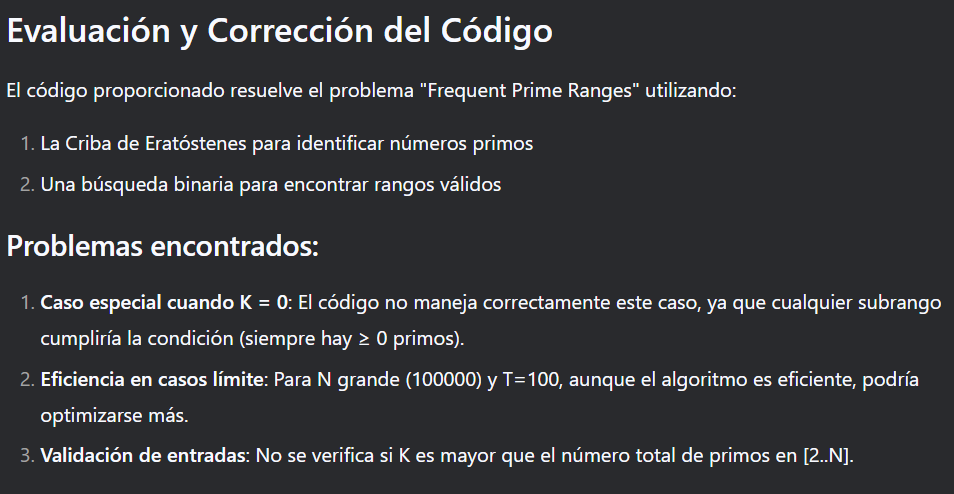 Evaluación y Corrección del Código
El código proporcionado resuelve el problema "Frequent Prime Ranges" utilizando:
1. La Criba de Eratóstenes para identificar números primos
2. Una búsqueda binaria para encontrar rangos válidos
Problemas encontrados:
1. Caso especial cuando K = 0: El código no maneja correctamente este caso, ya que cualquier subrango
cumpliría la condición (siempre hay ≥ 0 primos).
2. Eficiencia en casos límite: Para N grande (100000) y T=100, aunque el algoritmo es eficiente, podría
optimizarse más.
3. Validación de entradas: No se verifica si K es mayor que el número total de primos en [2..N].